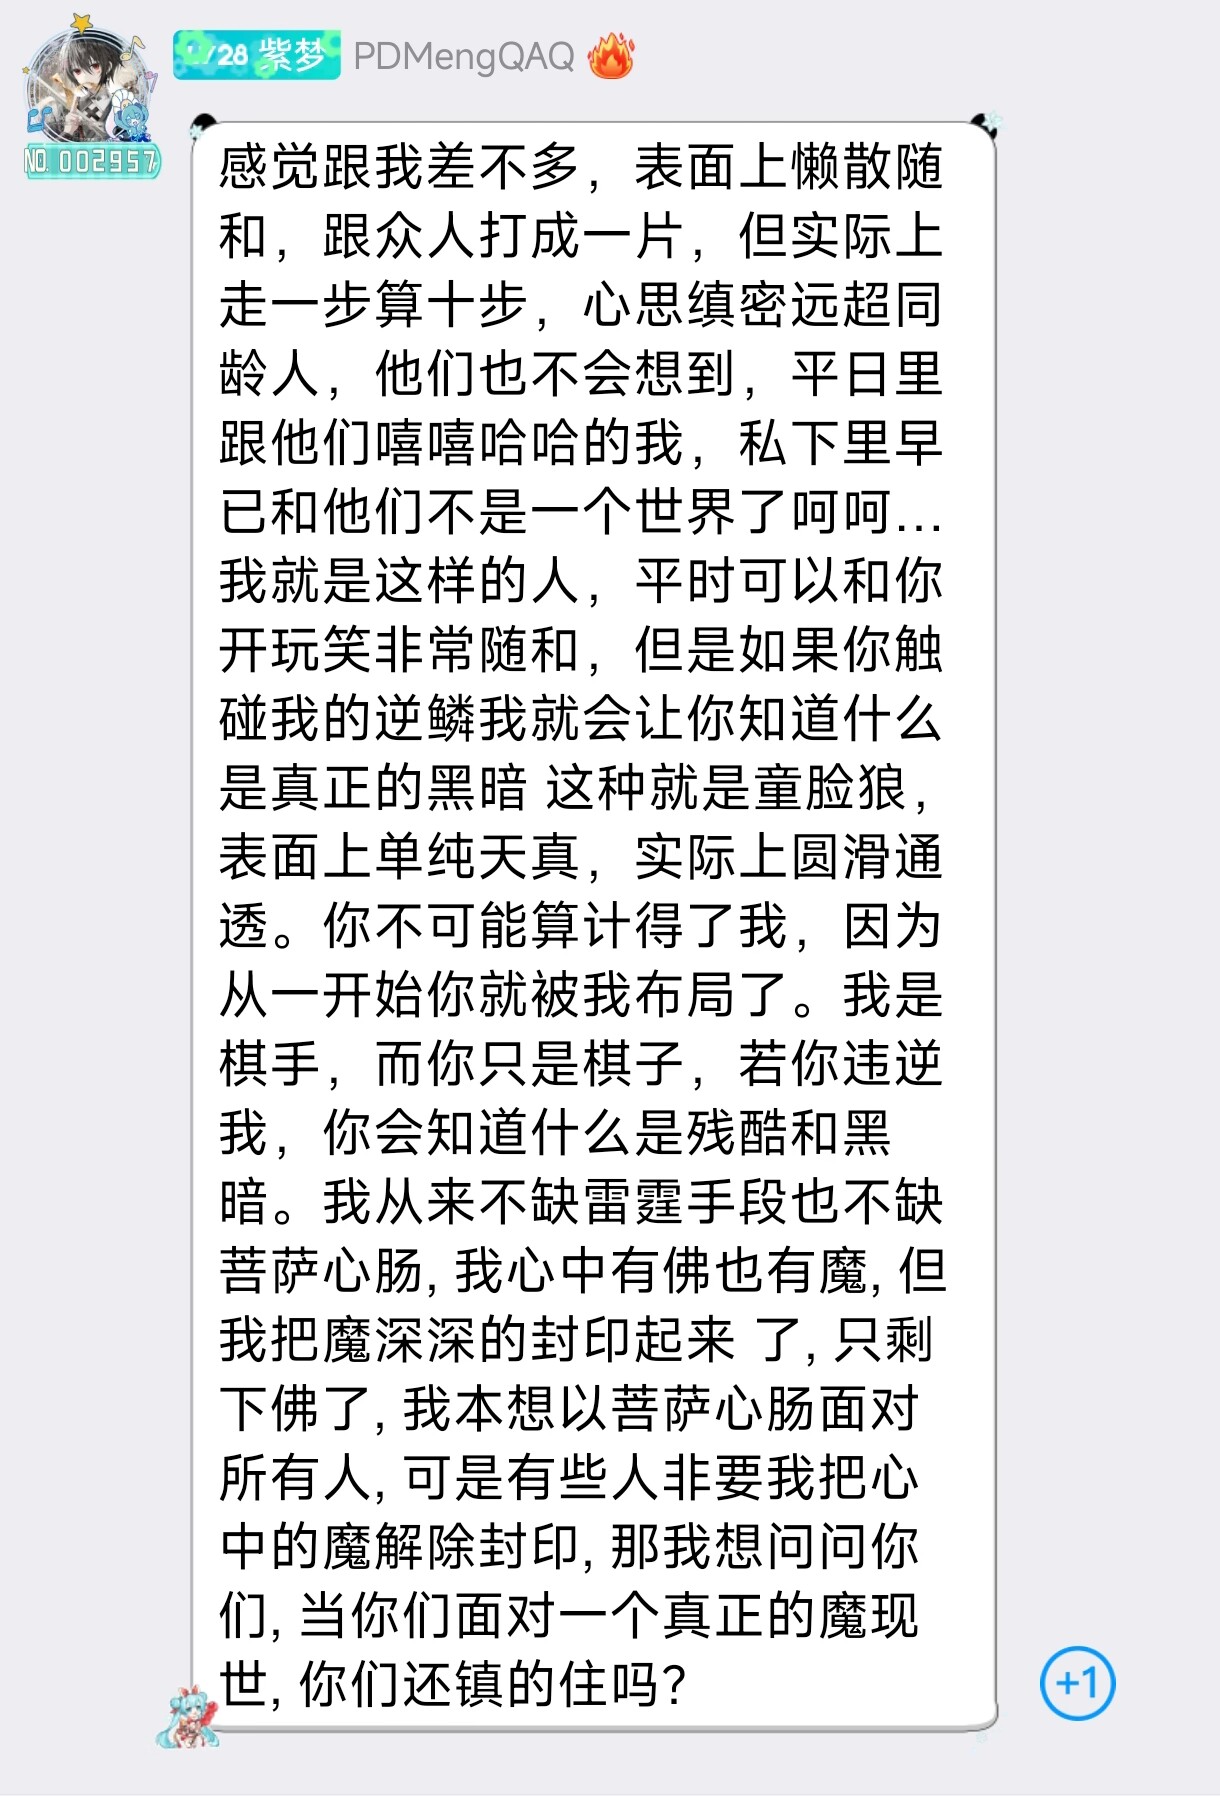 /28 紫梦 PDMengQAQ
NO. 002957
感觉跟我差不多，表面上懒散随
和，跟众人打成一片，但实际上
走一步算十步，心思缜密远超同
龄人，他们也不会想到，平日里
跟他们嘻嘻哈哈的我，私下里早
已和他们不是一个世界了呵呵...
我就是这样的人，平时可以和你
开玩笑非常随和，但是如果你触
碰我的逆鳞我就会让你知道什么
是真正的黑暗 这种就是童脸狼，
表面上单纯天真，实际上圆滑通
透。你不可能算计得了我，因为
从一开始你就被我布局了。我是
棋手，而你只是棋子，若你违逆
我，你会知道什么是残酷和黑
暗。我从来不缺雷霆手段也不缺
菩萨心肠, 我心中有佛也有魔, 但
我把魔深深的封印起来 了, 只剩
下佛了, 我本想以菩萨心肠面对
所有人, 可是有些人非要我把心
中的魔解除封印, 那我想问问你
们, 当你们面对一个真正的魔现
世, 你们还镇的住吗?
+1